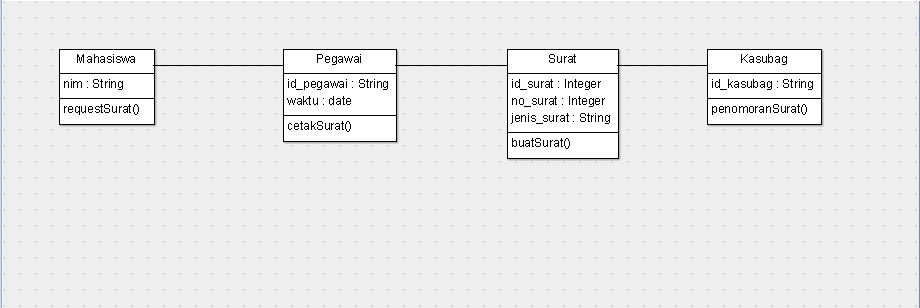 Mahasiswa
nim : String
requestSurat()
Pegawai
id_pegawai : String
waktu : date
cetakSurat()
Surat
id_surat : Integer
no_surat : Integer
jenis_surat : String
buatSurat()
Kasubag
id_kasubag : String
penomoranSurat()